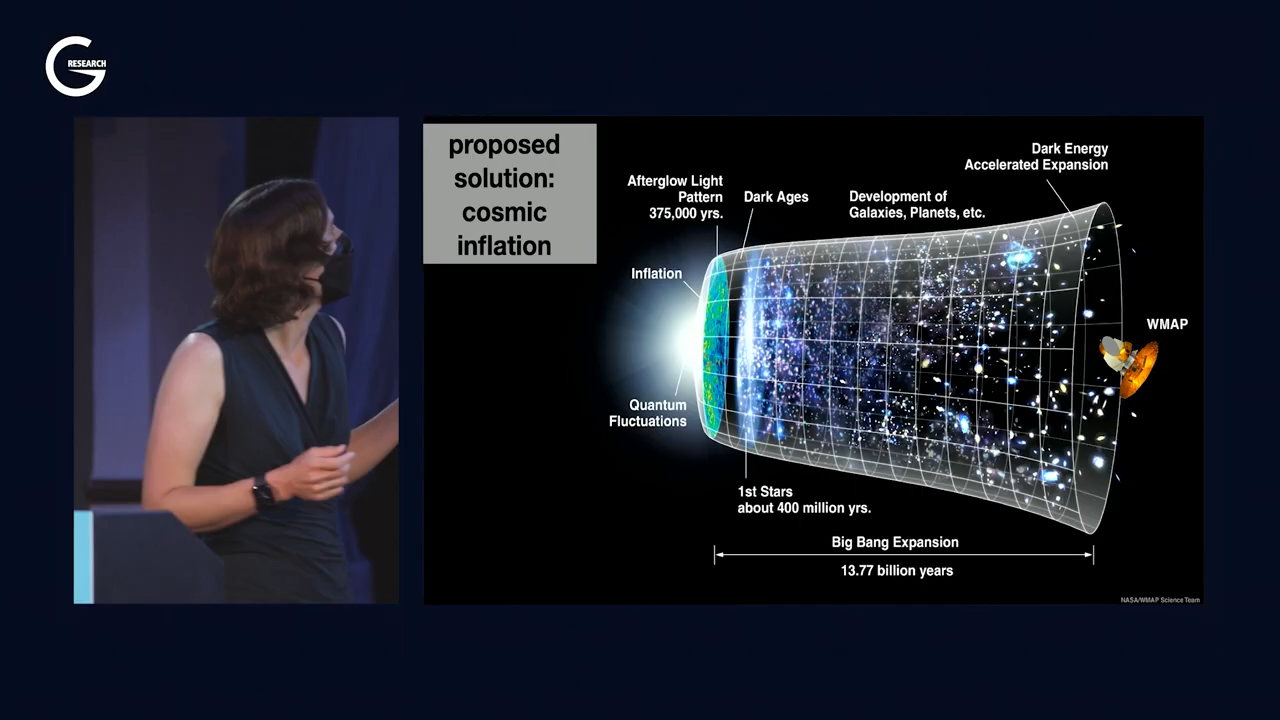 G
RESEARCH
proposed
solution:
cosmic
inflation
Dark Energy
Accelerated Expansion
Afterglow Light
Pattern
375,000 yrs.
Dark Ages
Development of
Galaxies, Planets, etc.
Inflation
WMAP
Quantum
Fluctuations
1st Stars
about 400 million yrs.
Big Bang Expansion
13.77 billion years
NASA/WMAP Science Team